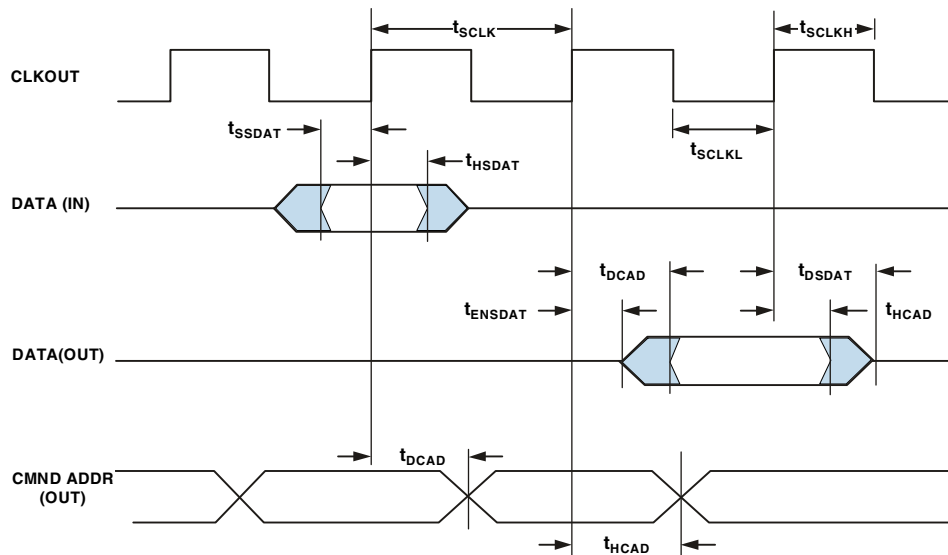 tSCLK
tSCLKH
CLKOUT
tSSDAT
tSCLKL
tHSDAT
DATA (IN)
tDCAD
tDSDAT
tENSDAT
tHCAD
DATA(OUT)
tDCAD
CMND ADDR
(OUT)
tHCAD